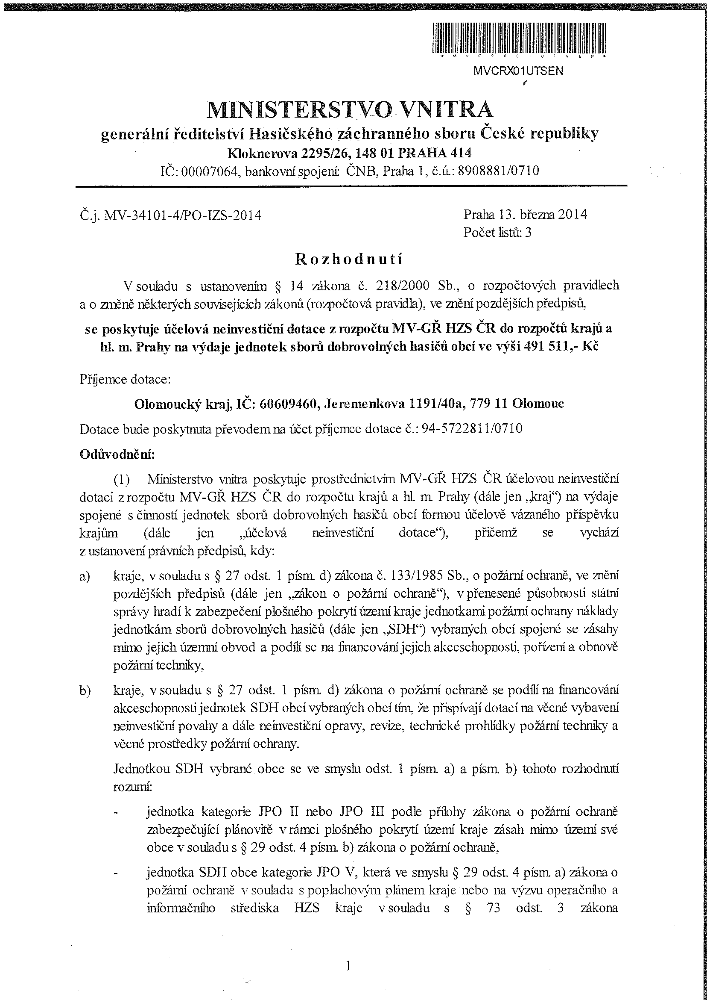 *MVCRX01UTSEN*
MVCRX01UTSEN
MINISTERSTVO VNITRA
generální ředitelství Hasičského záchranného sboru České republiky
Kloknerova 2295/26, 148 01 PRAHA 414
IČ: 00007064, bankovní spojení: ČNB, Praha 1, č.ú.: 8908881/0710
Č.j. MV-34101-4/PO-IZS-2014
Praha 13. března 2014
Počet listů: 3
Rozhodnutí
V souladu s ustanovením § 14 zákona č. 218/2000 Sb., o rozpočtových pravidlech
a o změně některých souvisejících zákonů (rozpočtová pravidla), ve znění pozdějších předpisů,
se poskytuje účelová neinvestiční dotace z rozpočtu MV-GŘ HZS ČR do rozpočtů krajů a
hl. m. Prahy na výdaje jednotek sborů dobrovolných hasičů obcí ve výši 491 511,- Kč
Příjemce dotace:
Olomoucký kraj, IČ: 60609460, Jeremenkova 1191/40a, 779 11 Olomouc
Dotace bude poskytnuta převodem na účet příjemce dotace č.: 94-5722811/0710
Odůvodnění:
(1) Ministerstvo vnitra poskytuje prostřednictvím MV-GŘ HZS ČR účelovou neinvestiční
dotaci z rozpočtu MV-GŘ HZS ČR do rozpočtu krajů a hl. m. Prahy (dále jen „kraj“) na výdaje
spojené s činností jednotek sborů dobrovolných hasičů obcí formou účelově vázaného příspěvku
krajům (dále jen „účelová neinvestiční dotace“), přičemž se vychází
z ustanovení právních předpisů, kdy:
a) kraje, v souladu s § 27 odst. 1 písm. d) zákona č. 133/1985 Sb., o požární ochraně, ve znění
pozdějších předpisů (dále jen „zákon o požární ochraně“), v přenesené působnosti státní
správy hradí k zabezpečení plošného pokrytí území kraje jednotkami požární ochrany náklady
jednotkám sborů dobrovolných hasičů (dále jen „SDH“) vybraných obcí spojené se zásahy
mimo jejich územní obvod a podílí se na financování jejich akceschopnosti, pořízení a obnově
požární techniky,
b) kraje, v souladu s § 27 odst. 1 písm. d) zákona o požární ochraně se podílí na financování
akceschopnosti jednotek SDH obcí vybraných obcí tím, že přispívají dotací na věcné vybavení
neinvestiční povahy a dále neinvestiční opravy, revize, technické prohlídky požární techniky a
věcné prostředky požární ochrany.
Jednotkou SDH vybrané obce se ve smyslu odst. 1 písm. a) a písm. b) tohoto rozhodnutí
rozumí:
- jednotka kategorie JPO II nebo JPO III podle přílohy zákona o požární ochraně
zabezpečující plánovitě v rámci plošného pokrytí území kraje zásah mimo území své
obce v souladu s § 29 odst. 4 písm. b) zákona o požární ochraně,
- jednotka SDH obce kategorie JPO V, která ve smyslu § 29 odst. 4 písm. a) zákona o
požární ochraně v souladu s poplachovým plánem kraje nebo na výzvu operačního a
informačního střediska HZS kraje v souladu s § 73 odst. 3 zákona
1